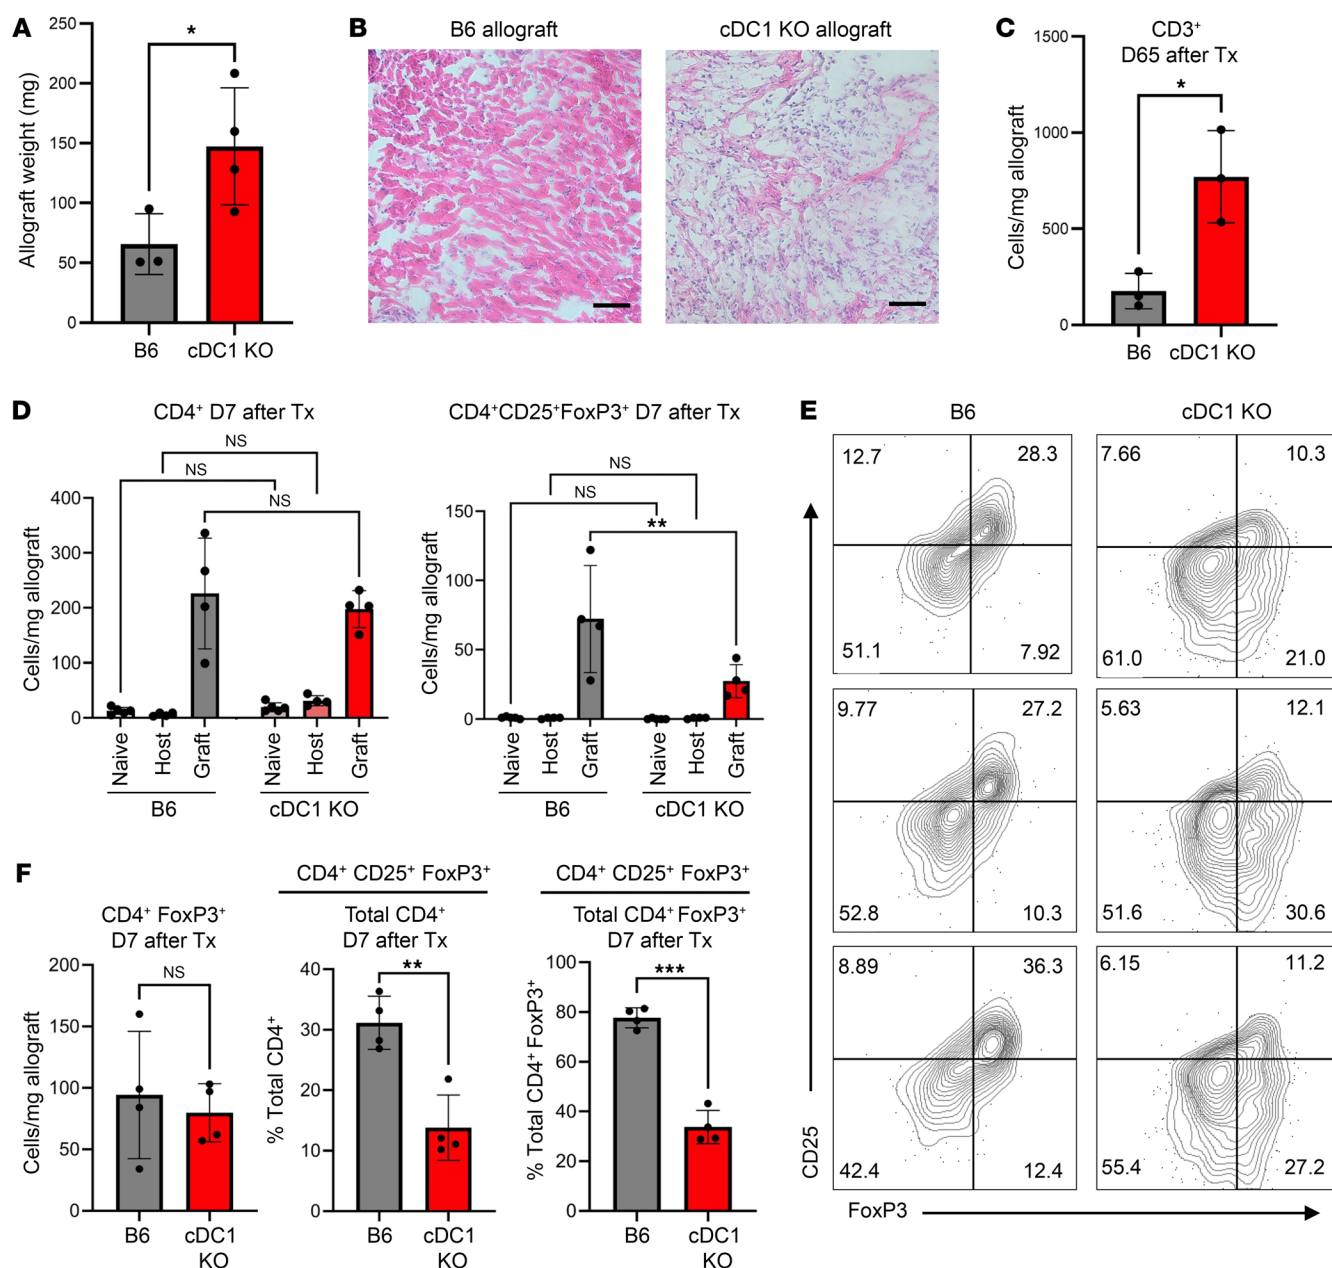 A
250
200
150
100
50
0
Allograft weight (mg)
*
B6
cDC1 KO
B
B6 allograft
cDC1 KO allograft
C
CD3⁺
D65 after Tx
1500
1000
500
0
Cells/mg allograft
*
B6
cDC1 KO
D
CD4⁺ D7 after Tx
NS
NS
NS
400
300
200
100
0
Cells/mg allograft
Naive
Host
Graft
Naive
Host
Graft
B6
cDC1 KO
CD4⁺CD25⁺FoxP3⁺ D7 after Tx
NS
NS
**
150
100
50
0
Cells/mg allograft
Naive
Host
Graft
Naive
Host
Graft
B6
cDC1 KO
E
B6
cDC1 KO
12.7
28.3
51.1
7.92
7.66
10.3
61.0
21.0
9.77
27.2
52.8
10.3
5.63
12.1
51.6
30.6
8.89
36.3
42.4
12.4
6.15
11.2
55.4
27.2
CD25
FoxP3
F
CD4⁺ FoxP3⁺
D7 after Tx
NS
200
150
100
50
0
Cells/mg allograft
B6
cDC1
KO
CD4⁺ CD25⁺ FoxP3⁺
Total CD4⁺
D7 after Tx
**
40
30
20
10
0
% Total CD4⁺
B6
cDC1
KO
CD4⁺ CD25⁺ FoxP3⁺
Total CD4⁺ FoxP3⁺
D7 after Tx
***
100
80
60
40
20
0
% Total CD4⁺ FoxP3⁺
B6
cDC1
KO